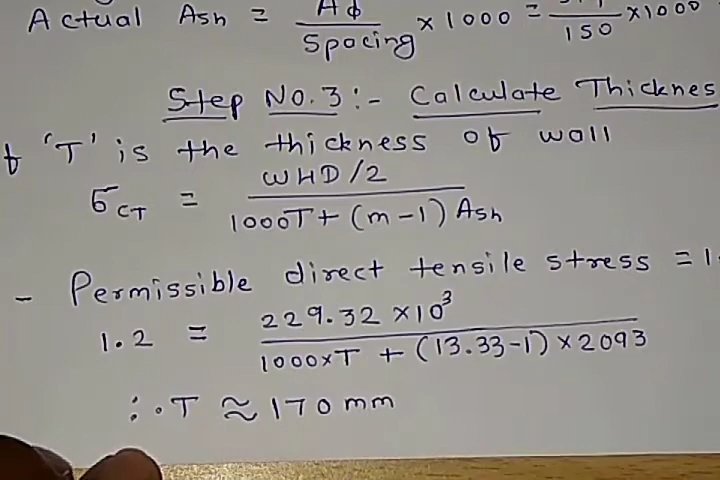 Actual Ash = Aϕ / Spacing × 1000 = / 150 × 1000
Step No. 3 :- Calculate Thicknes
f 'T' is the thickness of wall
σCT = WHD/2 / 1000T + (m-1) Ash
- Permissible direct tensile stress = 1.
1.2 = 229.32 × 10³ / 1000×T + (13.33-1) × 2093
∴ T ≈ 170 mm